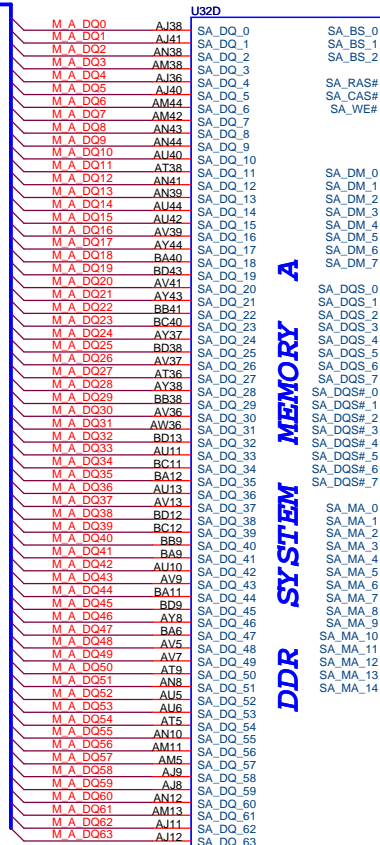 U32D
M_A_DQ0 AJ38 SA_DQ_0 SA_BS_0
M_A_DQ1 AJ41 SA_DQ_1 SA_BS_1
M_A_DQ2 AN38 SA_DQ_2 SA_BS_2
M_A_DQ3 AM38 SA_DQ_3
M_A_DQ4 AJ36 SA_DQ_4 SA_RAS#
M_A_DQ5 AJ40 SA_DQ_5 SA_CAS#
M_A_DQ6 AM44 SA_DQ_6 SA_WE#
M_A_DQ7 AM42 SA_DQ_7
M_A_DQ8 AN43 SA_DQ_8
M_A_DQ9 AN44 SA_DQ_9
M_A_DQ10 AU40 SA_DQ_10
M_A_DQ11 AT38 SA_DQ_11 SA_DM_0
M_A_DQ12 AN41 SA_DQ_12 SA_DM_1
M_A_DQ13 AN39 SA_DQ_13 SA_DM_2
M_A_DQ14 AU44 SA_DQ_14 SA_DM_3
M_A_DQ15 AU42 SA_DQ_15 SA_DM_4
M_A_DQ16 AV39 SA_DQ_16 SA_DM_5
M_A_DQ17 AY44 SA_DQ_17 SA_DM_6
M_A_DQ18 BA40 SA_DQ_18 SA_DM_7
M_A_DQ19 BD43 SA_DQ_19
M_A_DQ20 AV41 SA_DQ_20 SA_DQS_0
M_A_DQ21 AY43 SA_DQ_21 SA_DQS_1
M_A_DQ22 BB41 SA_DQ_22 SA_DQS_2
M_A_DQ23 BC40 SA_DQ_23 SA_DQS_3
M_A_DQ24 AY37 SA_DQ_24 SA_DQS_4
M_A_DQ25 BD38 SA_DQ_25 SA_DQS_5
M_A_DQ26 AV37 SA_DQ_26 SA_DQS_6
M_A_DQ27 AT36 SA_DQ_27 SA_DQS_7
M_A_DQ28 AY38 SA_DQ_28 SA_DQS#_0
M_A_DQ29 BB38 SA_DQ_29 SA_DQS#_1
M_A_DQ30 AV36 SA_DQ_30 SA_DQS#_2
M_A_DQ31 AW36 SA_DQ_31 SA_DQS#_3
M_A_DQ32 BD13 SA_DQ_32 SA_DQS#_4
M_A_DQ33 AU11 SA_DQ_33 SA_DQS#_5
M_A_DQ34 BC11 SA_DQ_34 SA_DQS#_6
M_A_DQ35 BA12 SA_DQ_35 SA_DQS#_7
M_A_DQ36 AU13 SA_DQ_36
M_A_DQ37 AV13 SA_DQ_37 SA_MA_0
M_A_DQ38 BD12 SA_DQ_38 SA_MA_1
M_A_DQ39 BC12 SA_DQ_39 SA_MA_2
M_A_DQ40 BB9 SA_DQ_40 SA_MA_3
M_A_DQ41 BA9 SA_DQ_41 SA_MA_4
M_A_DQ42 AU10 SA_DQ_42 SA_MA_5
M_A_DQ43 AV9 SA_DQ_43 SA_MA_6
M_A_DQ44 BA11 SA_DQ_44 SA_MA_7
M_A_DQ45 BD9 SA_DQ_45 SA_MA_8
M_A_DQ46 AY8 SA_DQ_46 SA_MA_9
M_A_DQ47 BA6 SA_DQ_47 SA_MA_10
M_A_DQ48 AV5 SA_DQ_48 SA_MA_11
M_A_DQ49 AV7 SA_DQ_49 SA_MA_12
M_A_DQ50 AT9 SA_DQ_50 SA_MA_13
M_A_DQ51 AN8 SA_DQ_51 SA_MA_14
M_A_DQ52 AU5 SA_DQ_52
M_A_DQ53 AU6 SA_DQ_53
M_A_DQ54 AT5 SA_DQ_54
M_A_DQ55 AN10 SA_DQ_55
M_A_DQ56 AM11 SA_DQ_56
M_A_DQ57 AM5 SA_DQ_57
M_A_DQ58 AJ9 SA_DQ_58
M_A_DQ59 AJ8 SA_DQ_59
M_A_DQ60 AN12 SA_DQ_60
M_A_DQ61 AM13 SA_DQ_61
M_A_DQ62 AJ11 SA_DQ_62
M_A_DQ63 AJ12 SA_DQ_63
DDR SYSTEM MEMORY A